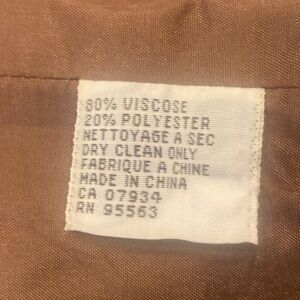 80% VISCOSE
20% POLYESTER
NETTOYAGE A SEC
DRY CLEAN ONLY
FABRIQUE A CHINE
MADE IN CHINA
CA 07934
RN 95563